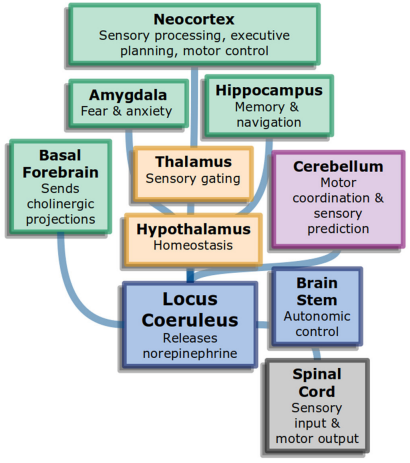 Neocortex
Sensory processing, executive
planning, motor control
Amygdala
Fear & anxiety
Hippocampus
Memory &
navigation
Basal
Forebrain
Sends
cholinergic
projections
Thalamus
Sensory gating
Cerebellum
Motor
coordination &
sensory
prediction
Hypothalamus
Homeostasis
Locus
Coeruleus
Releases
norepinephrine
Brain
Stem
Autonomic
control
Spinal
Cord
Sensory
input &
motor output